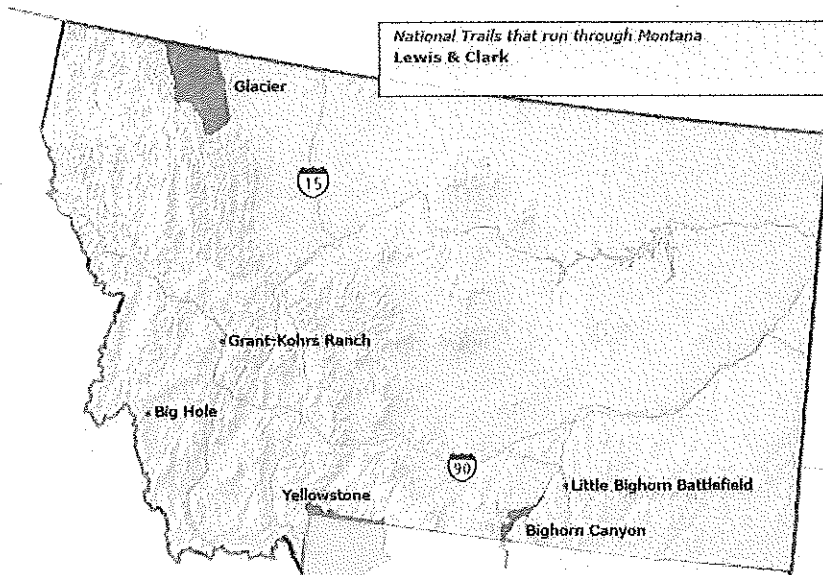 National Trails that run through Montana
Lewis & Clark
Glacier
15
Grant-Kohrs Ranch
Big Hole
90
Little Bighorn Battlefield
Yellowstone
Bighorn Canyon